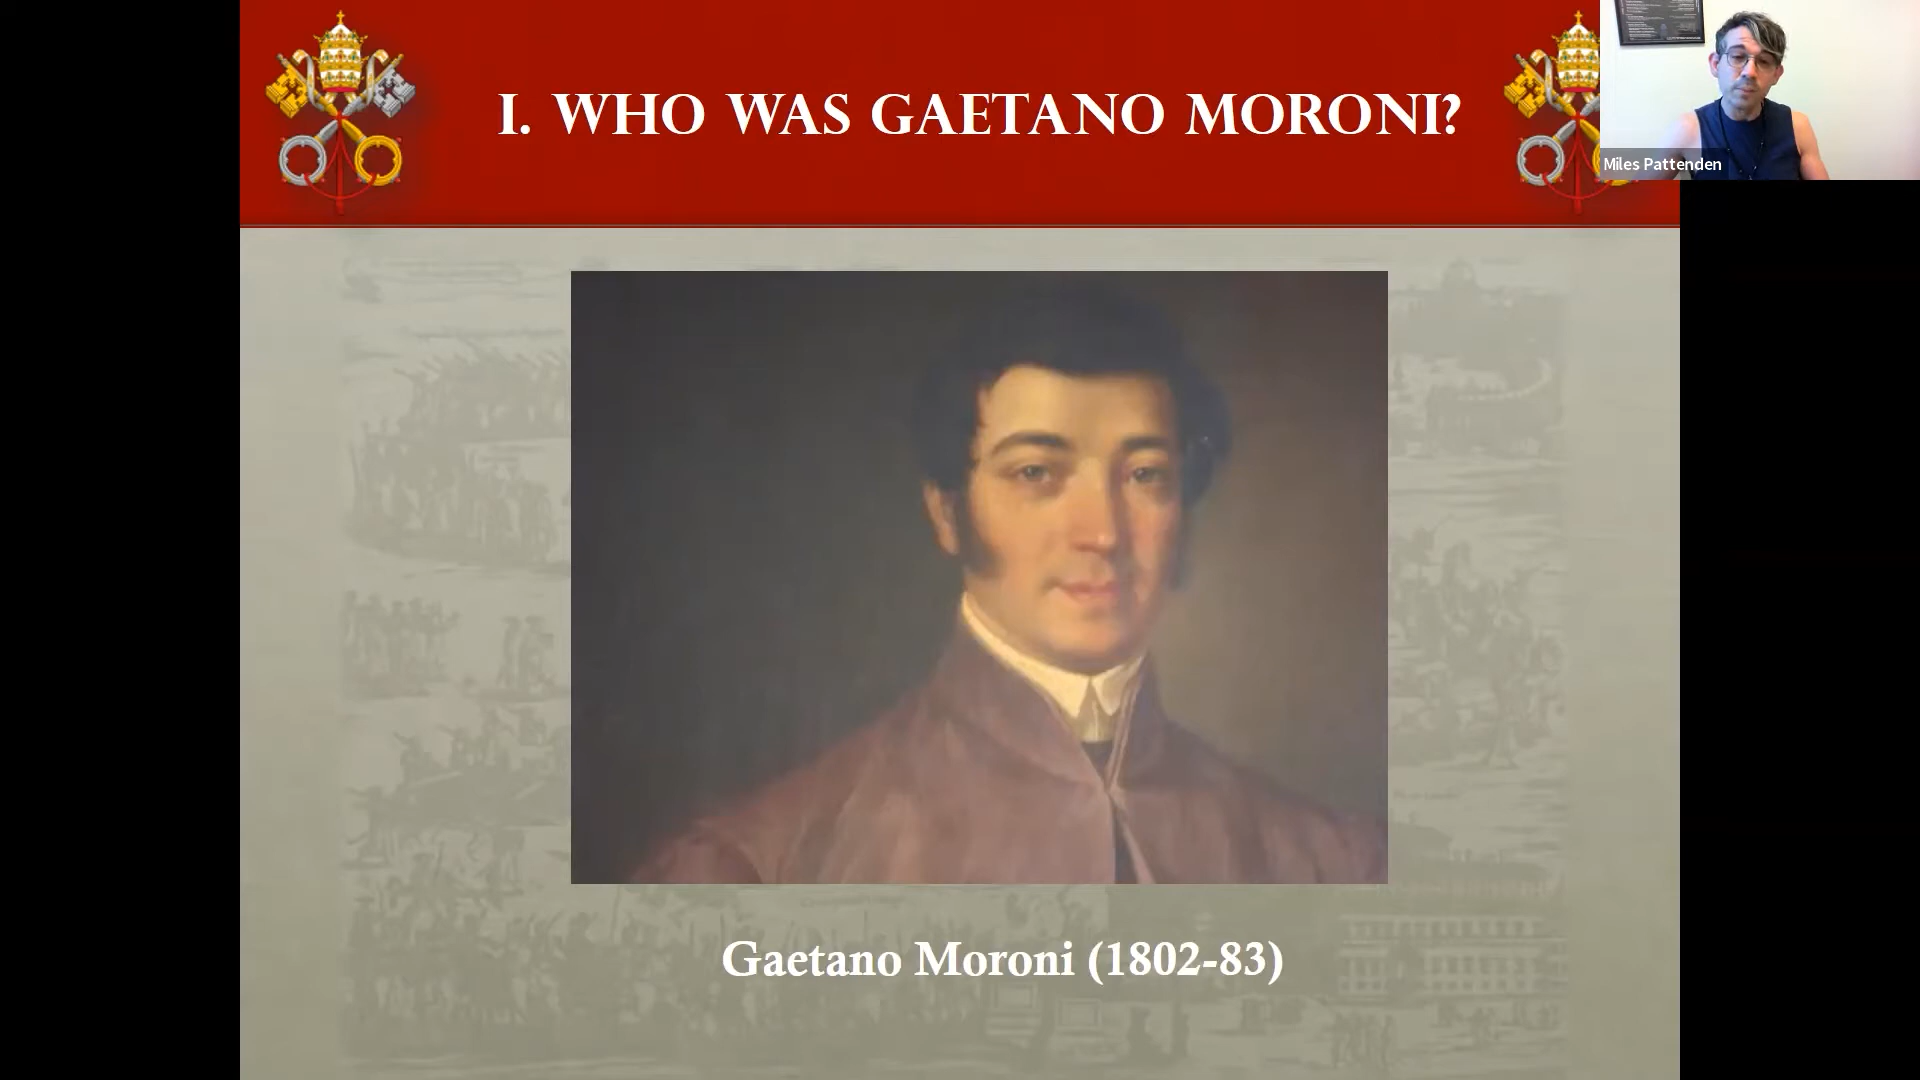 I. WHO WAS GAETANO MORONI?
Miles Pattenden
Gaetano Moroni (1802-83)